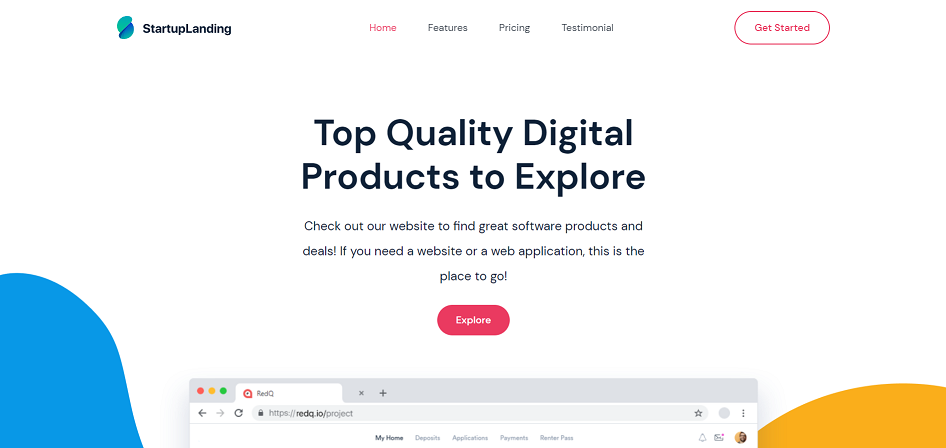 StartupLanding
Home Features Pricing Testimonial
Get Started
Top Quality Digital
Products to Explore
Check out our website to find great software products and
deals! If you need a website or a web application, this is the
place to go!
Explore
RedQ
https://redq.io/project
My Home Deposits Applications Payments Renter Pass